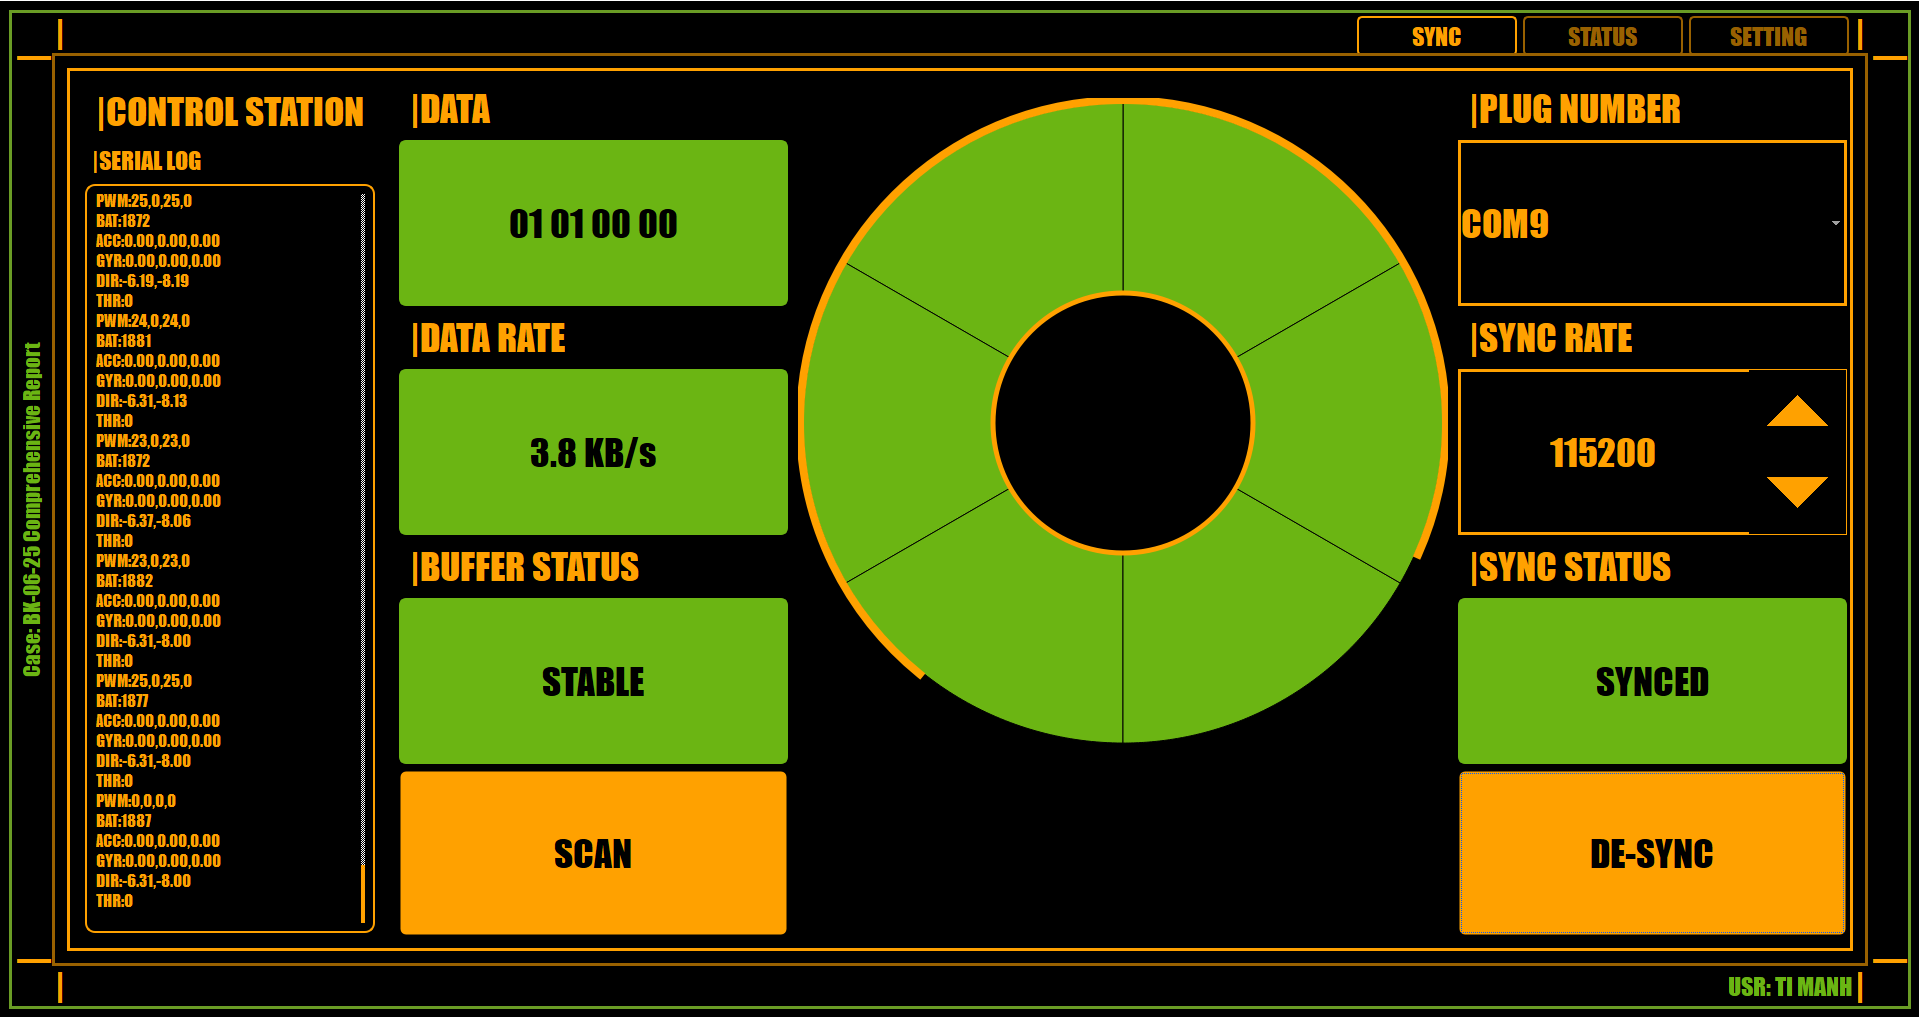 SYNC
STATUS
SETTING
|CONTROL STATION
|SERIAL LOG
PWM:25,0,25,0
BAT:1872
ACC:0.00,0.00,0.00
GYR:0.00,0.00,0.00
DIR:-6.19,-8.19
THR:0
PWM:24,0,24,0
BAT:1881
ACC:0.00,0.00,0.00
GYR:0.00,0.00,0.00
DIR:-6.31,-8.13
THR:0
PWM:23,0,23,0
BAT:1872
ACC:0.00,0.00,0.00
GYR:0.00,0.00,0.00
DIR:-6.37,-8.06
THR:0
PWM:23,0,23,0
BAT:1882
ACC:0.00,0.00,0.00
GYR:0.00,0.00,0.00
DIR:-6.31,-8.00
THR:0
PWM:25,0,25,0
BAT:1877
ACC:0.00,0.00,0.00
GYR:0.00,0.00,0.00
DIR:-6.31,-8.00
THR:0
PWM:0,0,0,0
BAT:1887
ACC:0.00,0.00,0.00
GYR:0.00,0.00,0.00
DIR:-6.31,-8.00
THR:0
|DATA
01 01 00 00
|DATA RATE
3.8 KB/s
|BUFFER STATUS
STABLE
SCAN
|PLUG NUMBER
COM9
|SYNC RATE
115200
|SYNC STATUS
SYNCED
DE-SYNC
Case: BK-06-25 Comprehensive Report
USR: TI MANH